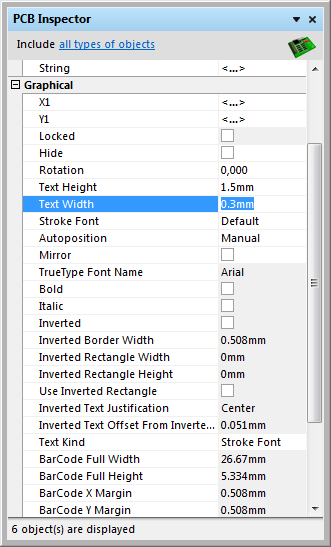 PCB Inspector
Include all types of objects
String <...>
Graphical
X1 <...>
Y1 <...>
Locked
Hide
Rotation 0,000
Text Height 1.5mm
Text Width 0.3mm
Stroke Font Default
Autoposition Manual
Mirror
TrueType Font Name Arial
Bold
Italic
Inverted
Inverted Border Width 0.508mm
Inverted Rectangle Width 0mm
Inverted Rectangle Height 0mm
Use Inverted Rectangle
Inverted Text Justification Center
Inverted Text Offset From Inverte... 0.051mm
Text Kind Stroke Font
BarCode Full Width 26.67mm
BarCode Full Height 5.334mm
BarCode X Margin 0.508mm
BarCode Y Margin 0.508mm
6 object(s) are displayed